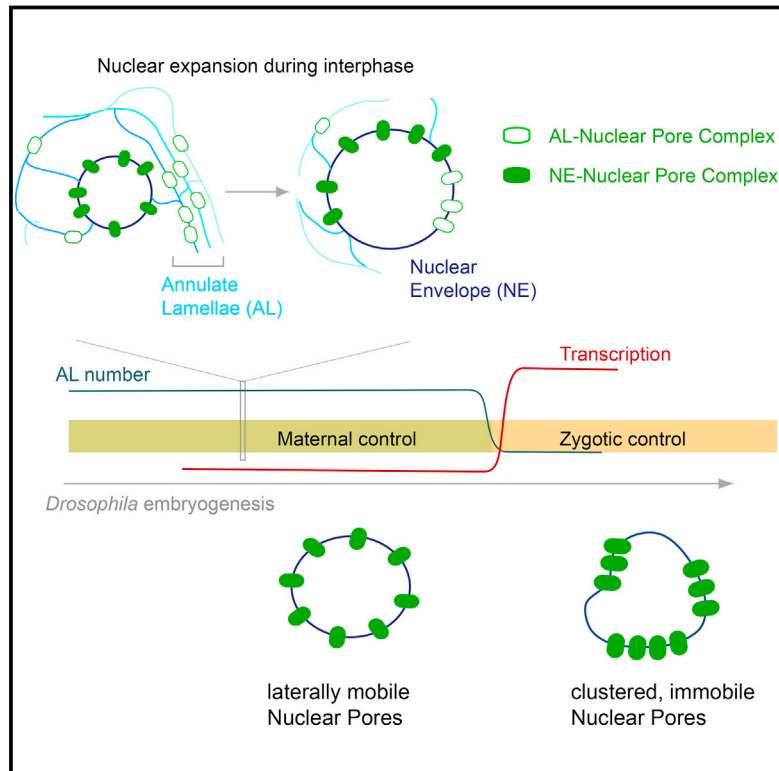 Nuclear expansion during interphase
AL-Nuclear Pore Complex
NE-Nuclear Pore Complex
Annulate
Lamellae (AL)
Nuclear
Envelope (NE)
Transcription
AL number
Maternal control
Zygotic control
Drosophila embryogenesis
laterally mobile
Nuclear Pores
clustered, immobile
Nuclear Pores